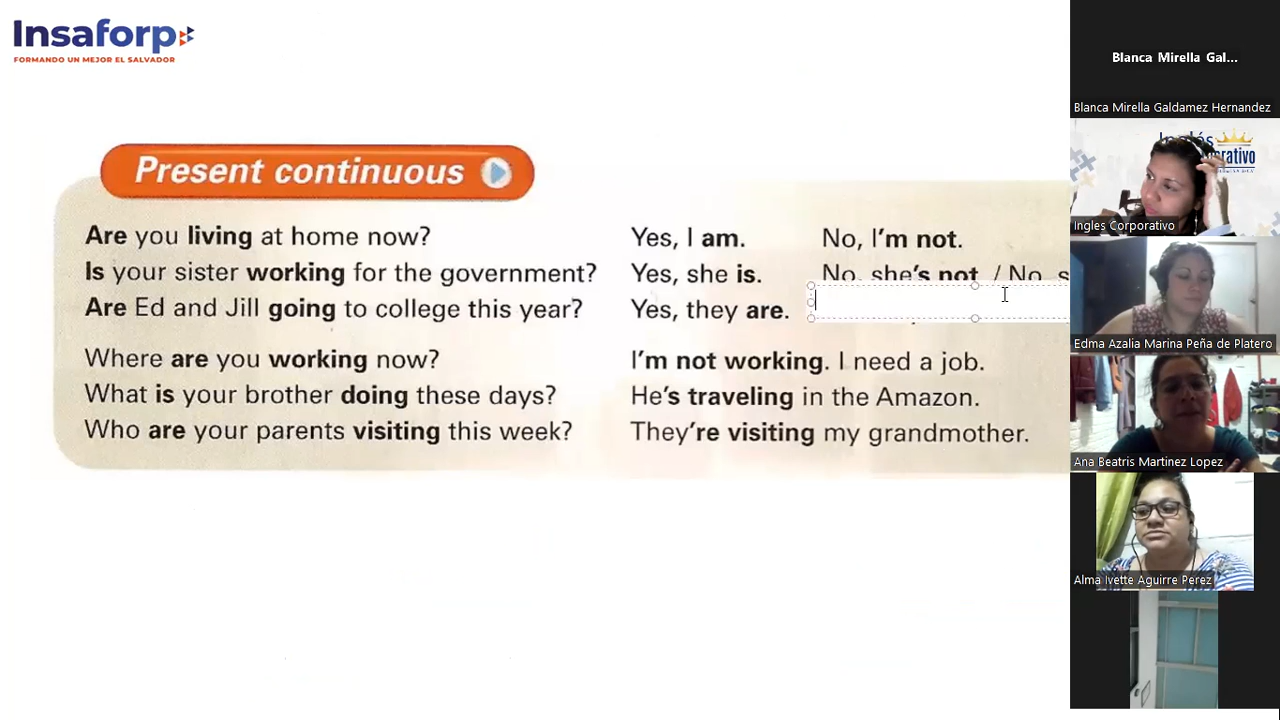 Insaforp
FORMANDO UN MEJOR EL SALVADOR
Present continuous
Are you living at home now? Yes, I am. No, I'm not.
Is your sister working for the government? Yes, she is. No, she's not. / No, s
Are Ed and Jill going to college this year? Yes, they are.
Where are you working now? I'm not working. I need a job.
What is your brother doing these days? He's traveling in the Amazon.
Who are your parents visiting this week? They're visiting my grandmother.
Blanca Mirella Gal...
Blanca Mirella Galdamez Hernandez
Ingles Corporativo
Edma Azalia Marina Peña de Platero
Ana Beatris Martinez Lopez
Alma Ivette Aguirre Perez